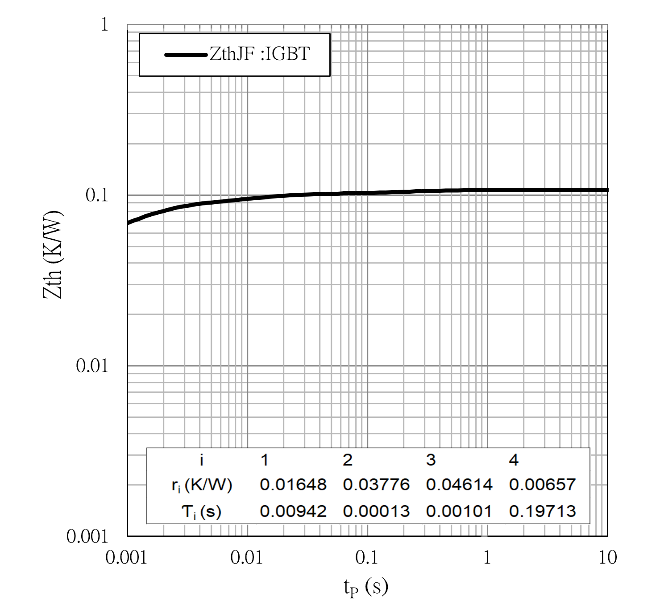 1
ZthJF :IGBT
0.1
Zth (K/W)
0.01
i 1 2 3 4
ri (K/W) 0.01648 0.03776 0.04614 0.00657
τi (s) 0.00942 0.00013 0.00101 0.19713
0.001
0.001 0.01 0.1 1 10
tP (s)